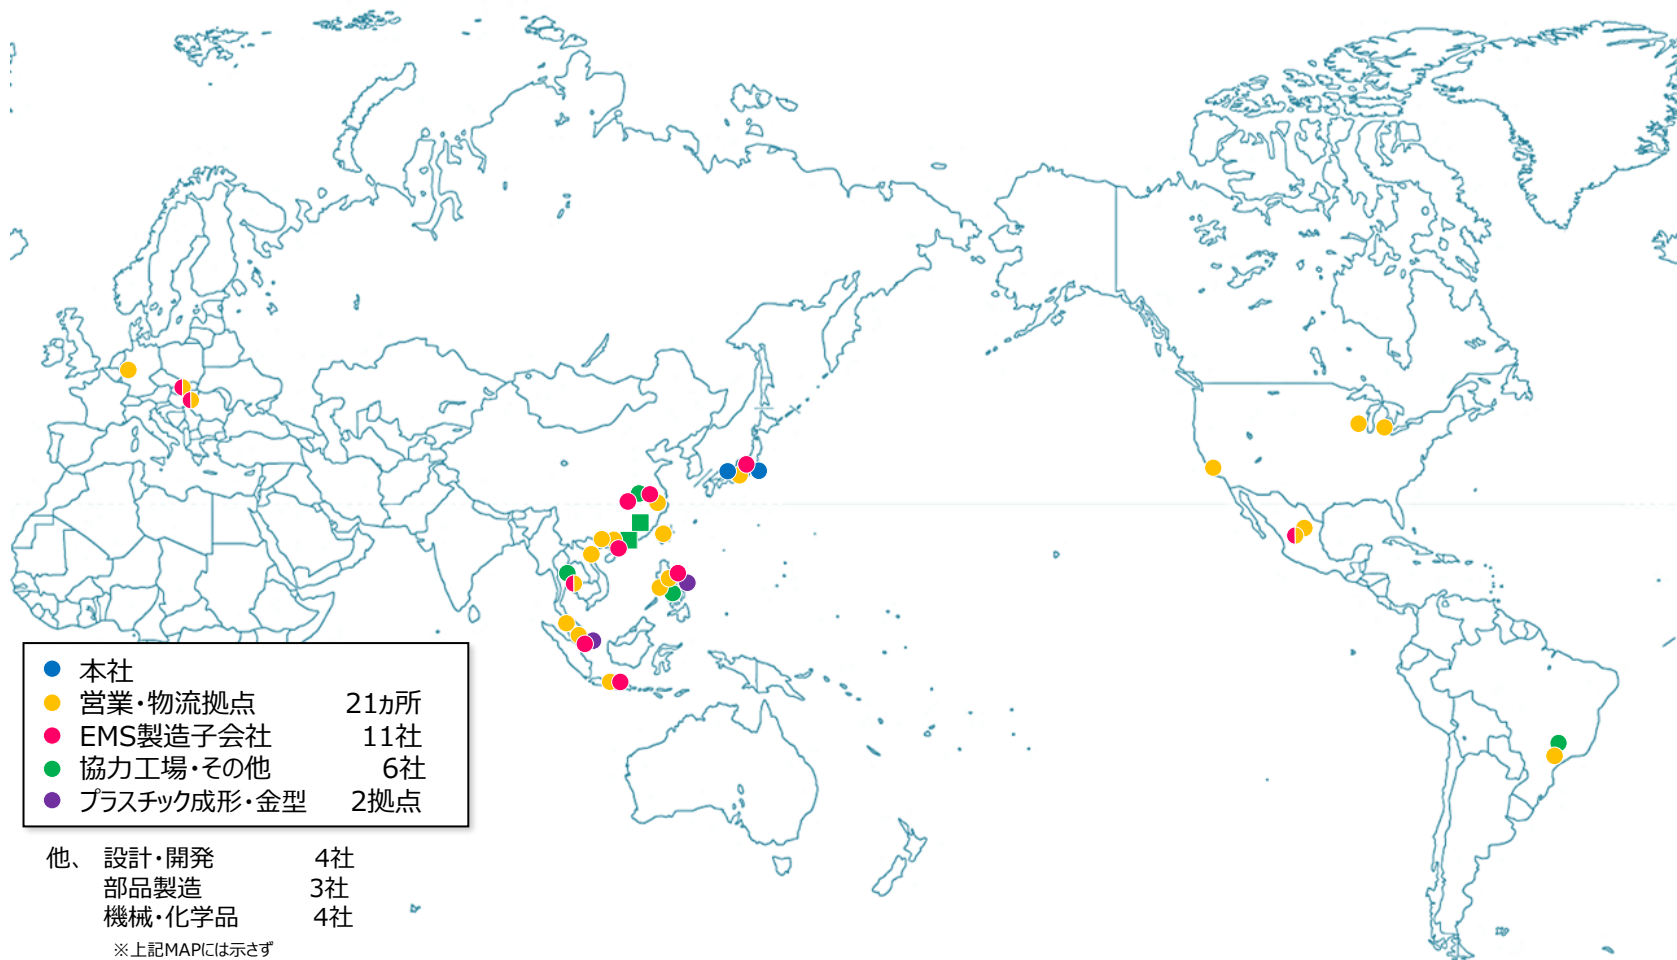 本社
営業・物流拠点 21ヵ所
EMS製造子会社 11社
協力工場・その他 6社
プラスチック成形・金型 2拠点
他、 設計・開発 4社
部品製造 3社
機械・化学品 4社
※上記MAPには示さず